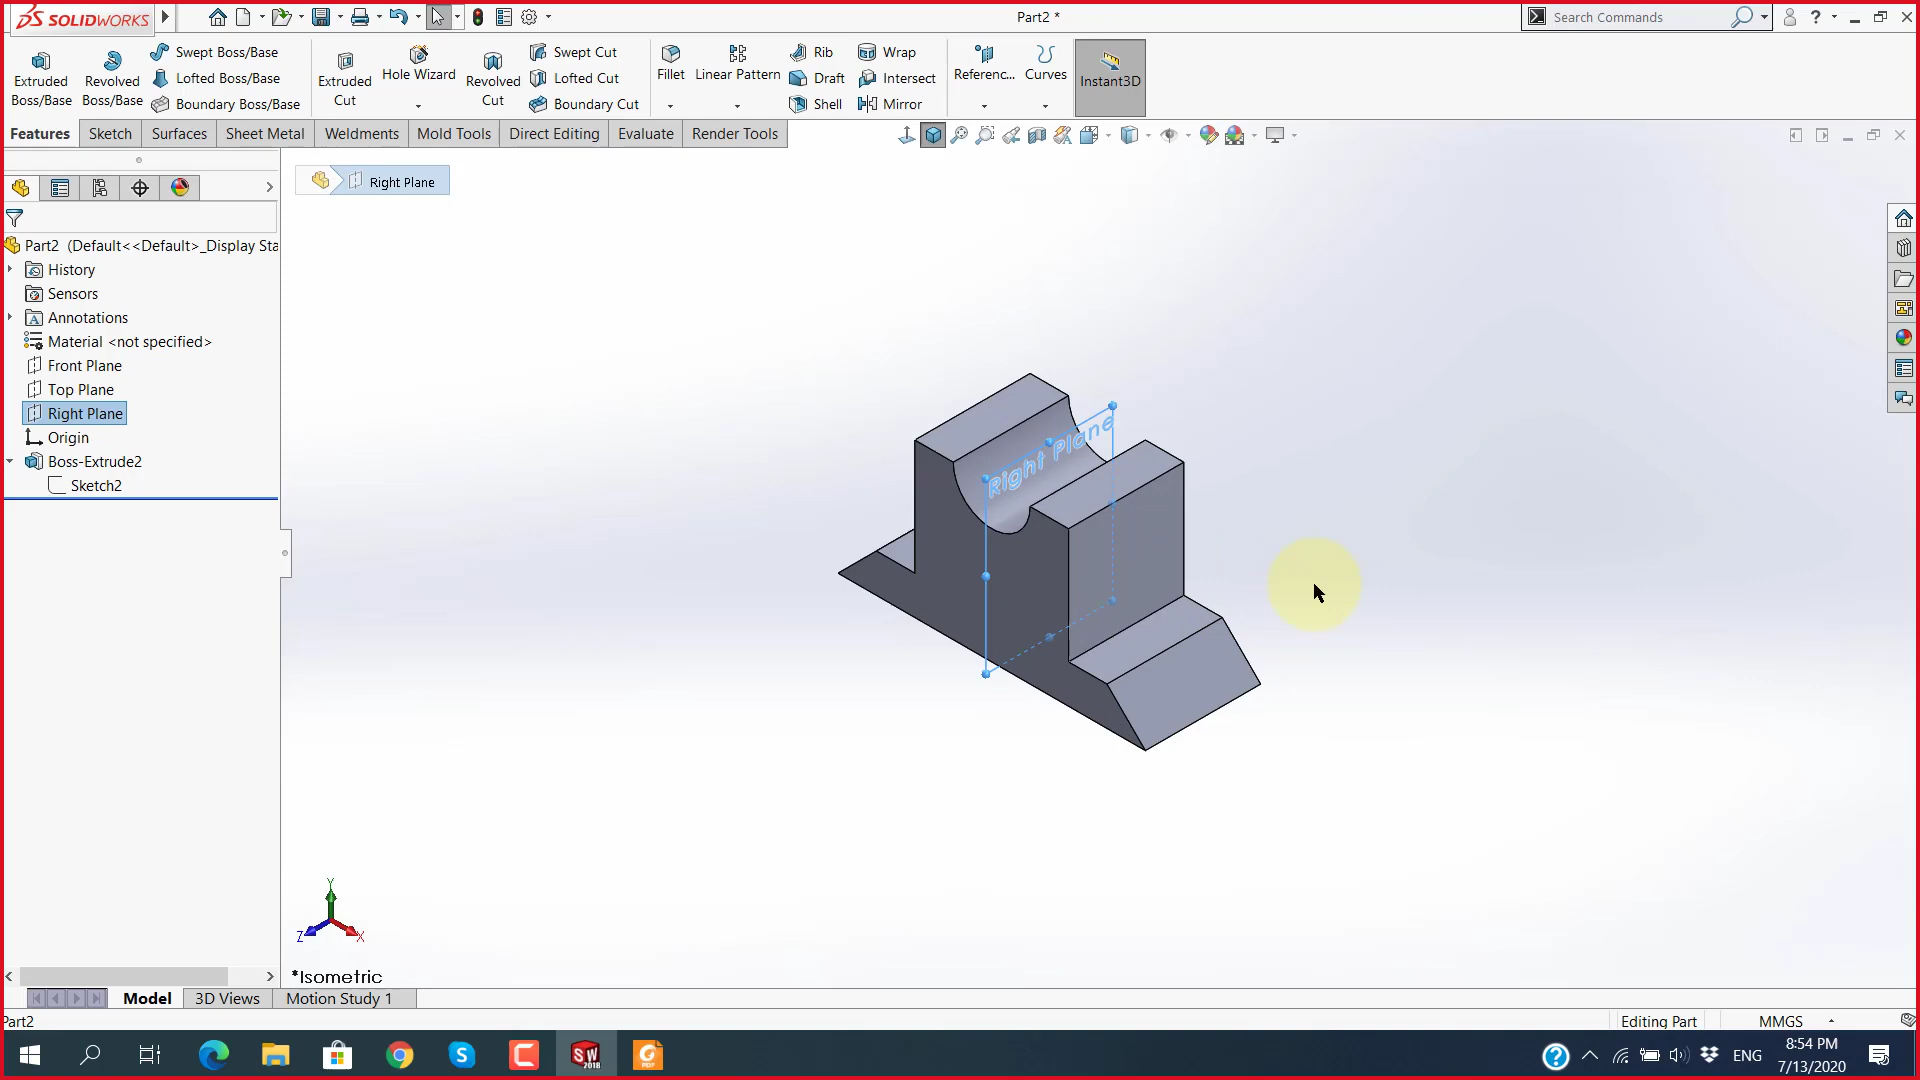 SOLIDWORKS
Part2 *
Search Commands
Extruded Boss/Base
Revolved Boss/Base
Swept Boss/Base
Lofted Boss/Base
Boundary Boss/Base
Extruded Cut
Hole Wizard
Revolved Cut
Swept Cut
Lofted Cut
Boundary Cut
Fillet
Linear Pattern
Rib
Draft
Shell
Wrap
Intersect
Mirror
Referenc...
Curves
Instant3D
Features
Sketch
Surfaces
Sheet Metal
Weldments
Mold Tools
Direct Editing
Evaluate
Render Tools
Right Plane
Part2 (Default<<Default>_Display Sta
History
Sensors
Annotations
Material <not specified>
Front Plane
Top Plane
Right Plane
Origin
Boss-Extrude2
Sketch2
Right Plane
Y
Z
X
*Isometric
Model
3D Views
Motion Study 1
Part2
Editing Part
MMGS
SW
2018
PDF
ENG
8:54 PM
7/13/2020